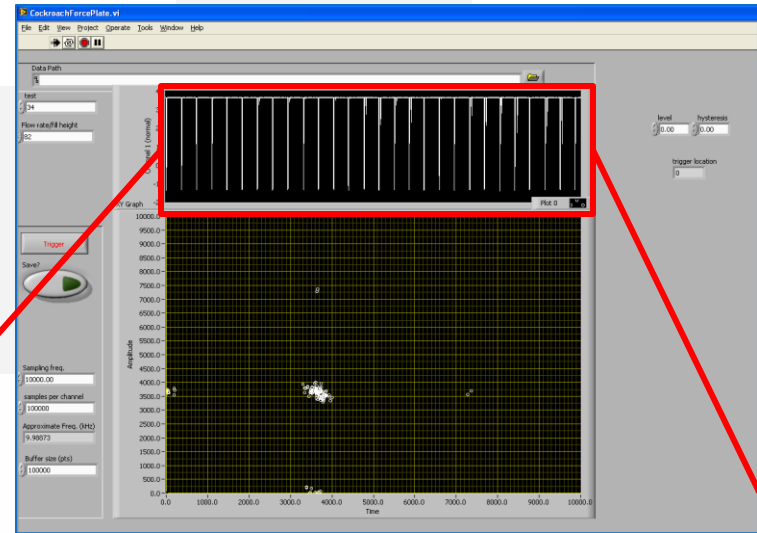 CockroachForcePlate.vi
File Edit View Project Operate Tools Window Help
Data Path
test
34
Flow rate/fill height
82
Channel 1 (normal)
level hysteresis
0.00 0.00
trigger location
0
XY Graph
Plot 0
Trigger
Save?
Sampling freq.
10000.00
samples per channel
100000
Approximate Freq. (kHz)
9.98873
Buffer size (pts)
100000
Amplitude
10000.0
9500.0
9000.0
8500.0
8000.0
7500.0
7000.0
6500.0
6000.0
5500.0
5000.0
4500.0
4000.0
3500.0
3000.0
2500.0
2000.0
1500.0
1000.0
500.0
0.0
0.0 1000.0 2000.0 3000.0 4000.0 5000.0 6000.0 7000.0 8000.0 9000.0 10000.0
Time